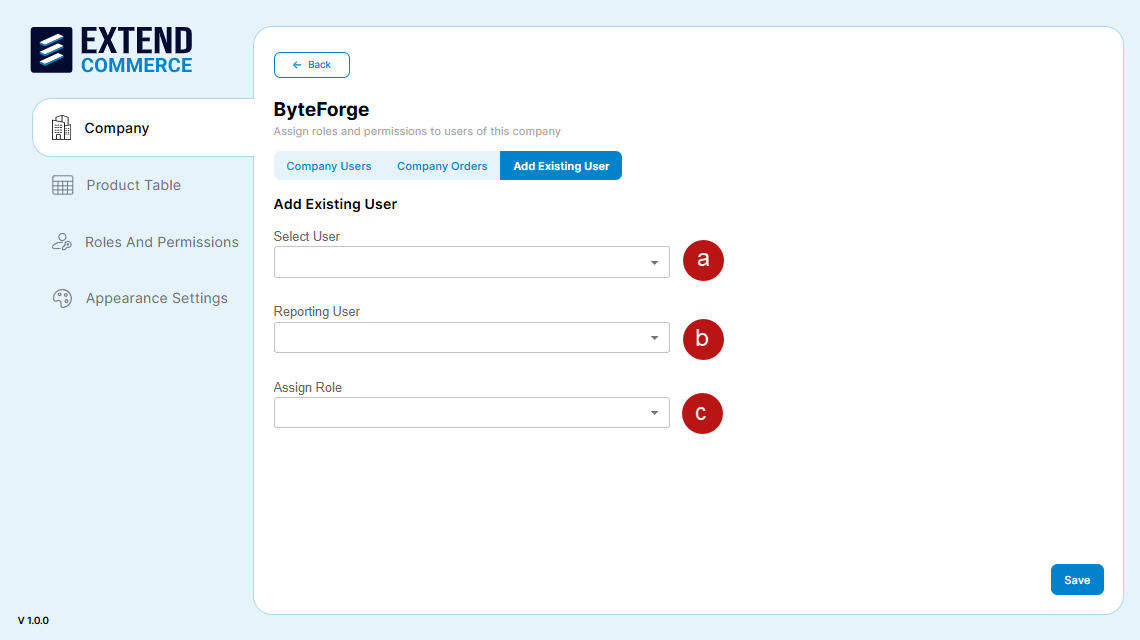 EXTEND
COMMERCE
Company
Product Table
Roles And Permissions
Appearance Settings
V 1.0.0
← Back
ByteForge
Assign roles and permissions to users of this company
Company Users Company Orders Add Existing User
Add Existing User
Select User
a
Reporting User
b
Assign Role
c
Save